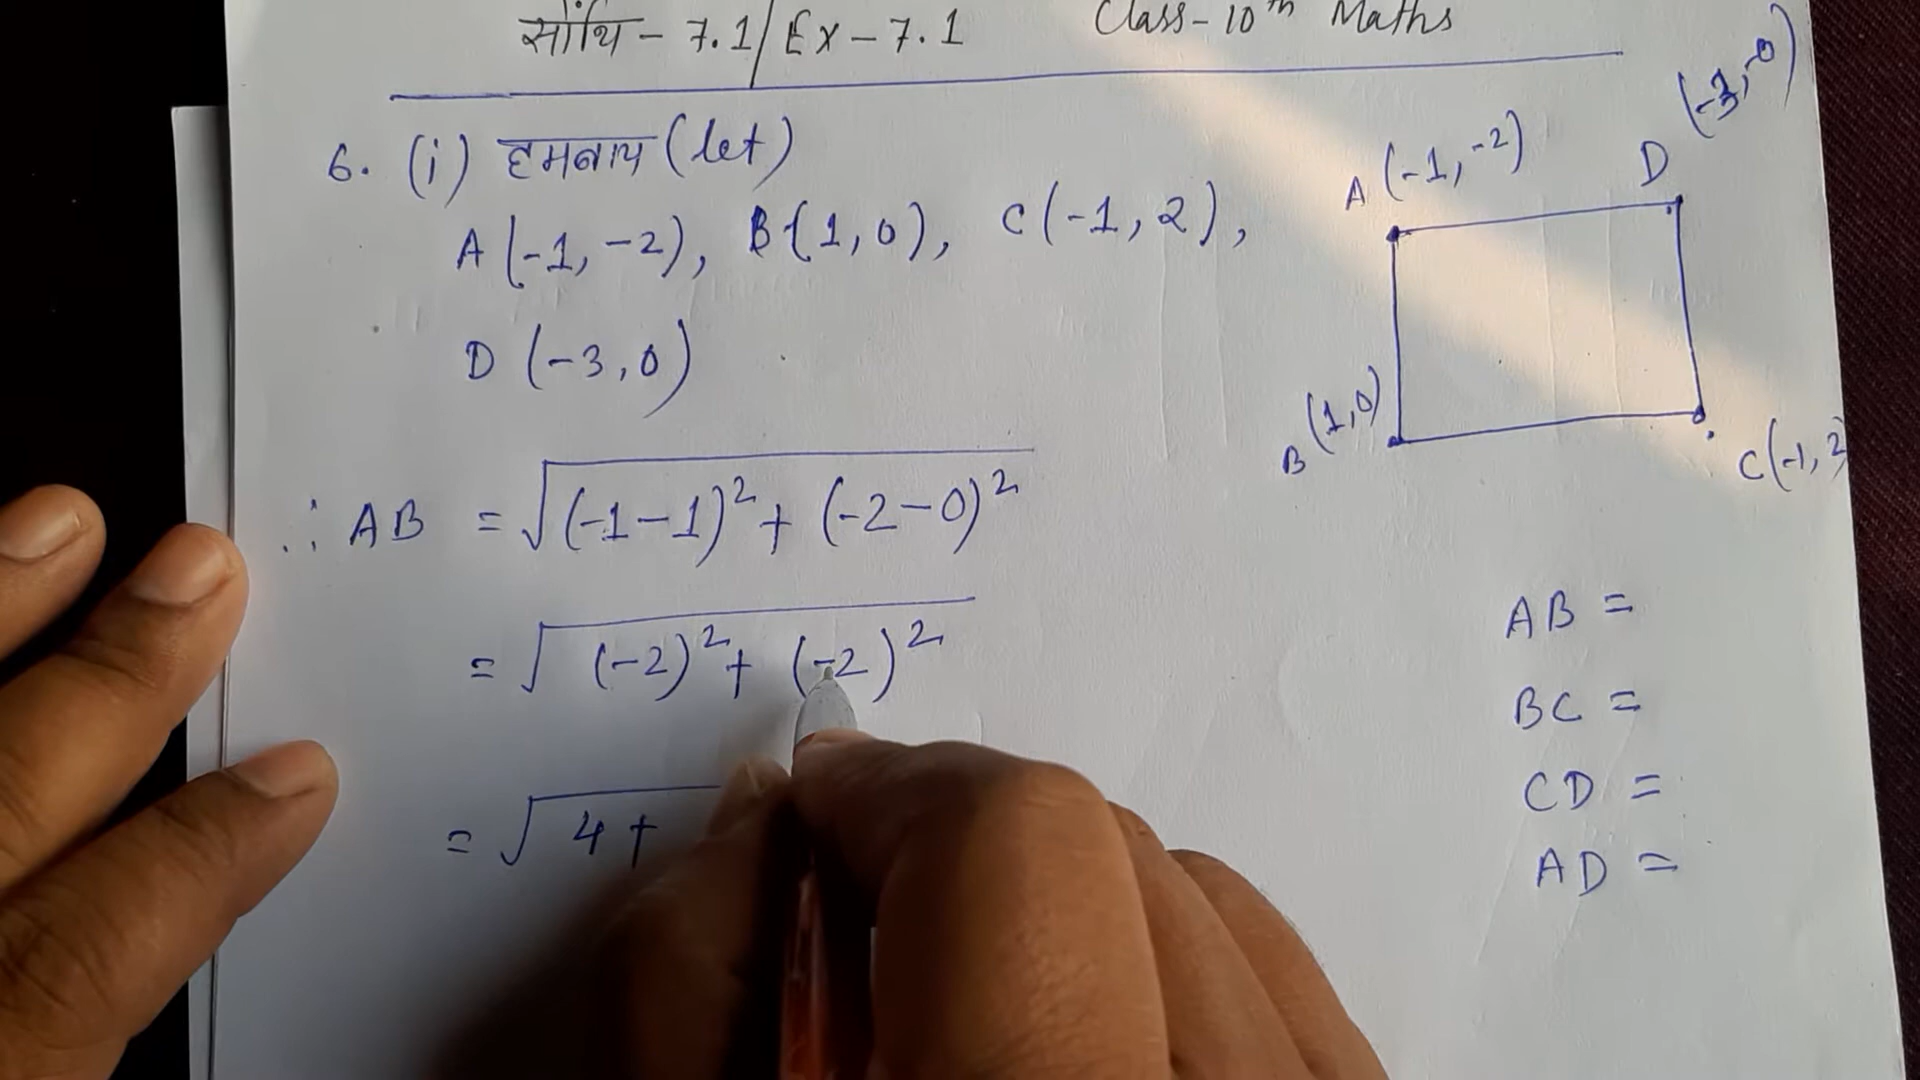 - 7.1/Ex-7.1 Class-10th Maths
6. (i) (let)
A(-1, -2), B(1, 0), C(-1, 2),
D (-3, 0)
∴ AB = √(-1-1)² + (-2-0)²
= √(-2)² + (-2)²
= √4 +
A (-1, -2)
D (-3, 0)
B (1, 0)
C(-1, 2
AB =
BC =
CD =
AD =